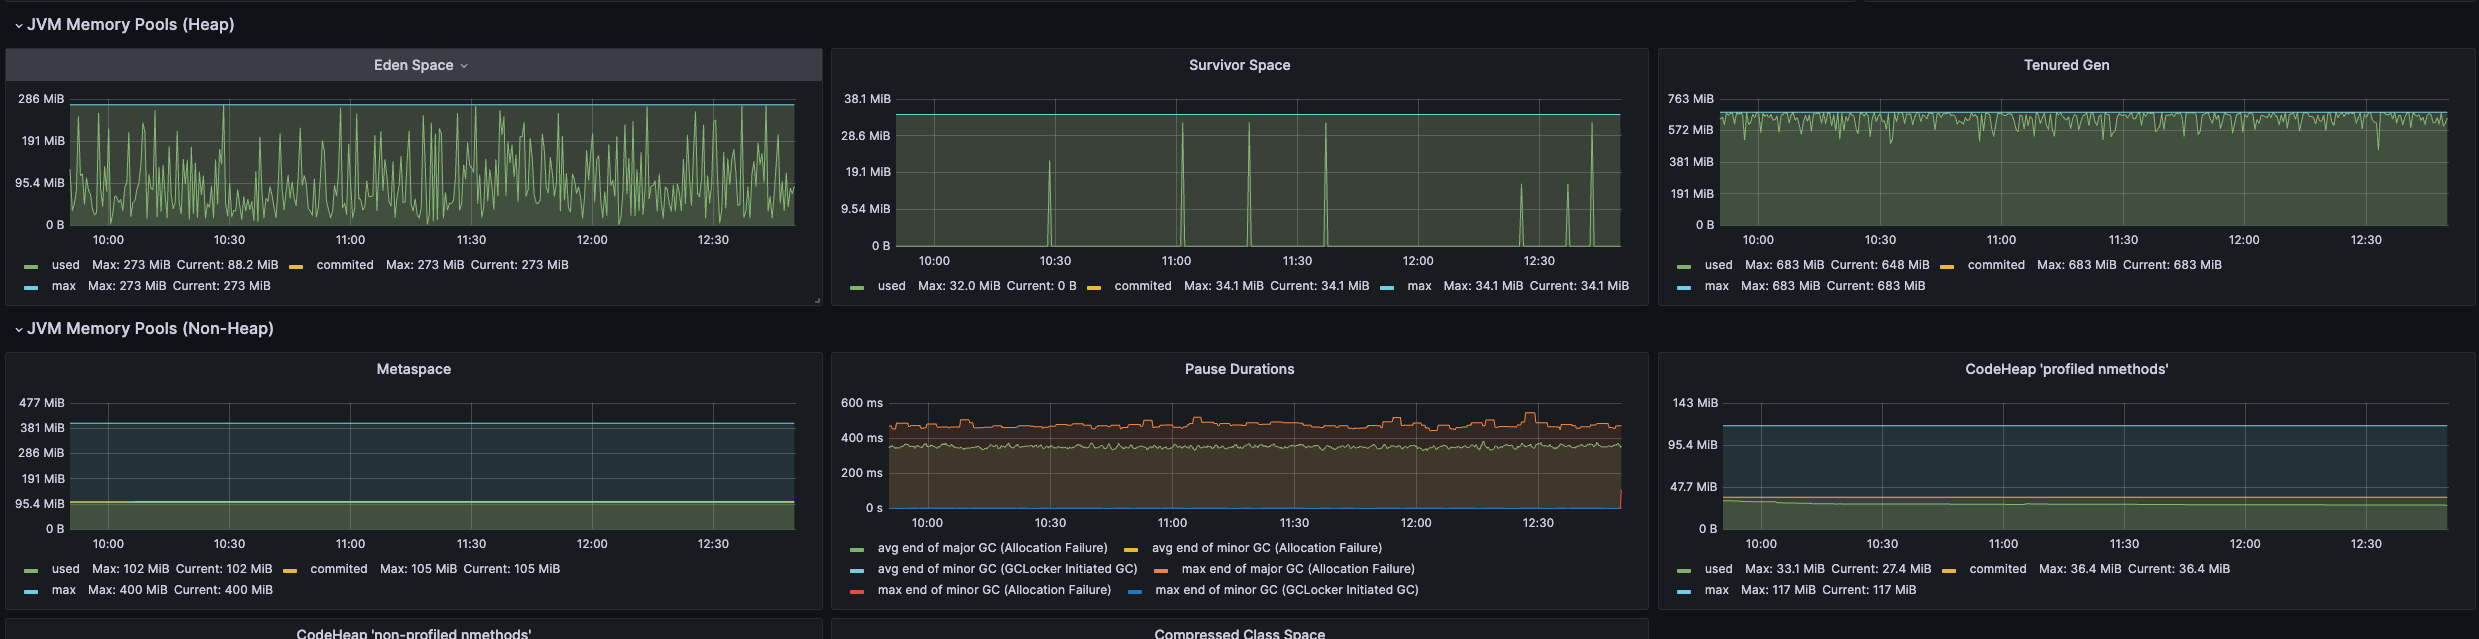 JVM Memory Pools (Heap)
Eden Space
286 MiB
191 MiB
95.4 MiB
0 B
10:00 10:30 11:00 11:30 12:00 12:30
used Max: 273 MiB Current: 88.2 MiB commited Max: 273 MiB Current: 273 MiB
max Max: 273 MiB Current: 273 MiB
Survivor Space
38.1 MiB
28.6 MiB
19.1 MiB
9.54 MiB
0 B
10:00 10:30 11:00 11:30 12:00 12:30
used Max: 32.0 MiB Current: 0 B commited Max: 34.1 MiB Current: 34.1 MiB max Max: 34.1 MiB Current: 34.1 MiB
Tenured Gen
763 MiB
572 MiB
381 MiB
191 MiB
0 B
10:00 10:30 11:00 11:30 12:00 12:30
used Max: 683 MiB Current: 648 MiB commited Max: 683 MiB Current: 683 MiB
max Max: 683 MiB Current: 683 MiB
JVM Memory Pools (Non-Heap)
Metaspace
477 MiB
381 MiB
286 MiB
191 MiB
95.4 MiB
0 B
10:00 10:30 11:00 11:30 12:00 12:30
used Max: 102 MiB Current: 102 MiB commited Max: 105 MiB Current: 105 MiB
max Max: 400 MiB Current: 400 MiB
Pause Durations
600 ms
400 ms
200 ms
0 s
10:00 10:30 11:00 11:30 12:00 12:30
avg end of major GC (Allocation Failure) avg end of minor GC (Allocation Failure)
avg end of minor GC (GCLocker Initiated GC) max end of major GC (Allocation Failure)
max end of minor GC (Allocation Failure) max end of minor GC (GCLocker Initiated GC)
CodeHeap 'profiled nmethods'
143 MiB
95.4 MiB
47.7 MiB
0 B
10:00 10:30 11:00 11:30 12:00 12:30
used Max: 33.1 MiB Current: 27.4 MiB commited Max: 36.4 MiB Current: 36.4 MiB
max Max: 117 MiB Current: 117 MiB
CodeHeap 'non-profiled nmethods'
Compressed Class Space